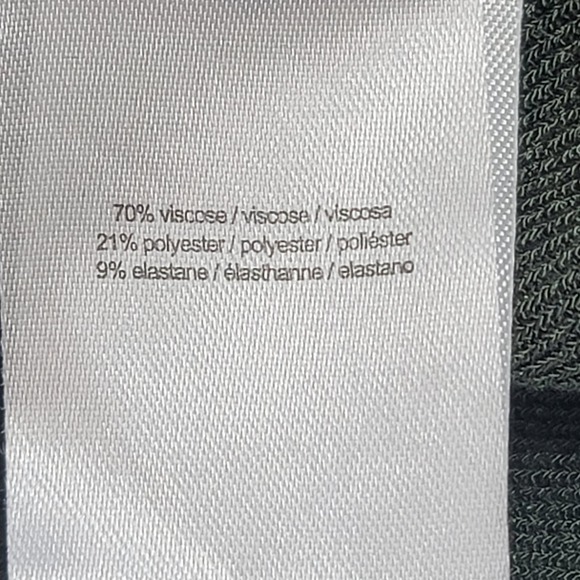 70% viscose / viscose / viscosa
21% polyester / polyester / poliéster
9% elastane / élasthanne / elastano